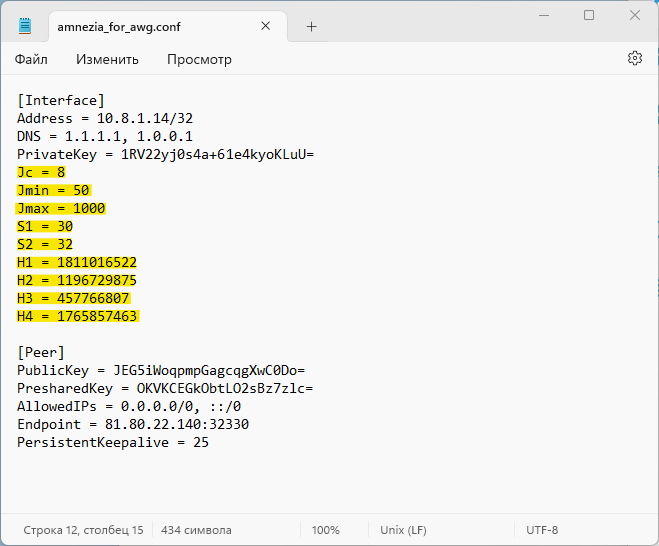 amnezia_for_awg.conf
Файл Изменить Просмотр
[Interface]
Address = 10.8.1.14/32
DNS = 1.1.1.1, 1.0.0.1
PrivateKey = 1RV22yj0s4a+61e4kyoKLuU=
Jc = 8
Jmin = 50
Jmax = 1000
S1 = 30
S2 = 32
H1 = 1811016522
H2 = 1196729875
H3 = 457766807
H4 = 1765857463
[Peer]
PublicKey = JEG5iWoqpmpGagcqgXwC0Do=
PresharedKey = OKVKCEGkObtLO2sBz7zlc=
AllowedIPs = 0.0.0.0/0, ::/0
Endpoint = 81.80.22.140:32330
PersistentKeepalive = 25
Строка 12, столбец 15 434 символа 100% Unix (LF) UTF-8